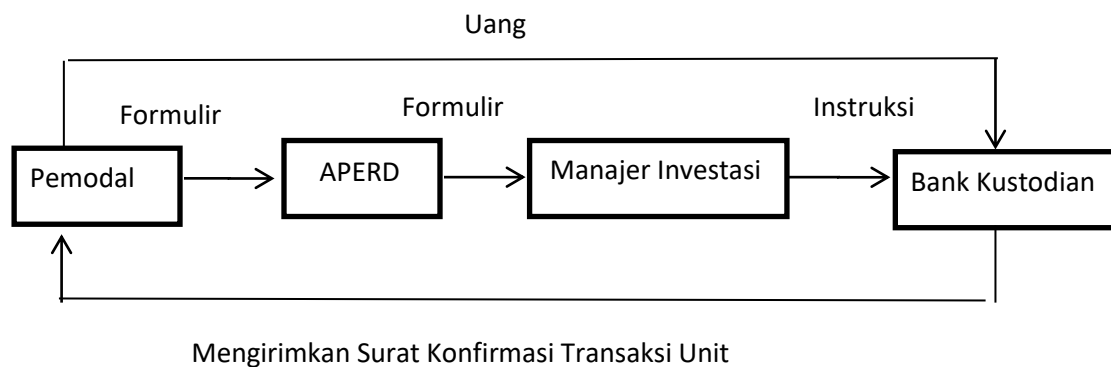 Uang
Formulir
Formulir
Instruksi
Pemodal
APERD
Manajer Investasi
Bank Kustodian
Mengirimkan Surat Konfirmasi Transaksi Unit